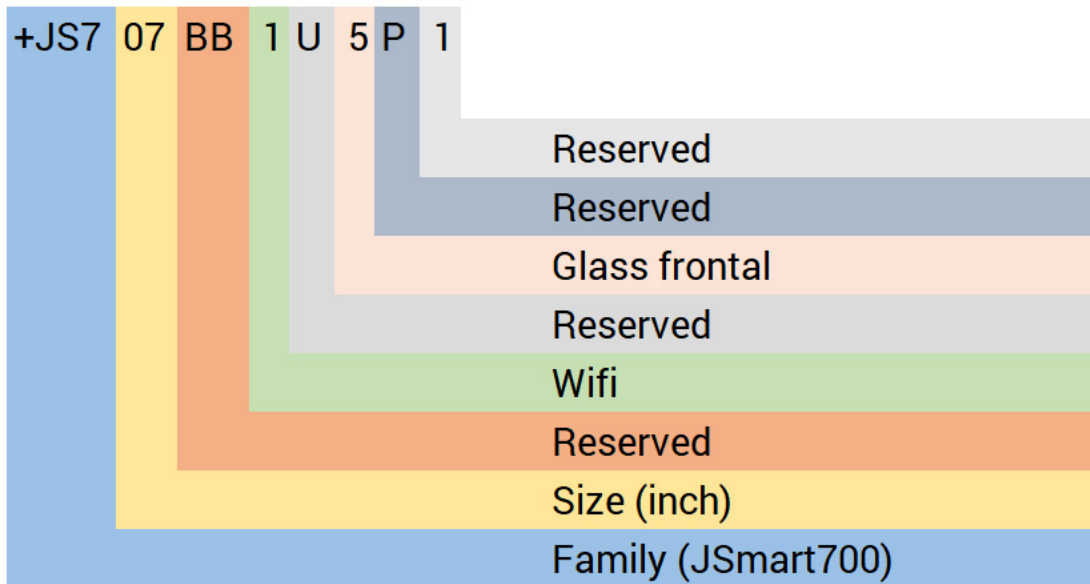 +JS7 07 BB 1 U 5 P 1
Reserved
Reserved
Glass frontal
Reserved
Wifi
Reserved
Size (inch)
Family (JSmart700)